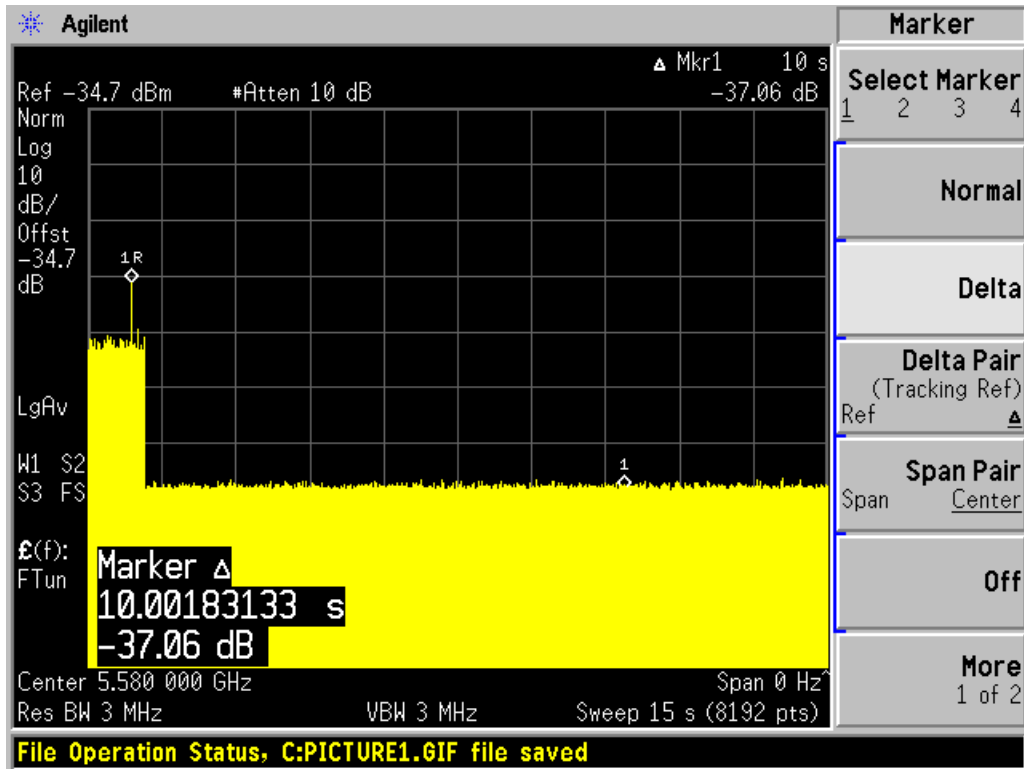 Agilent
Marker
Δ Mkr1 10 s
Ref −34.7 dBm #Atten 10 dB −37.06 dB
Norm
Log
10
dB/
Offst
−34.7
dB
1R
LgAv
W1 S2
S3 FS
1
£(f):
FTun
Marker Δ
10.00183133 s
−37.06 dB
Center 5.580 000 GHz Span 0 Hz^
Res BW 3 MHz VBW 3 MHz Sweep 15 s (8192 pts)
File Operation Status, C:PICTURE1.GIF file saved
Select Marker
1 2 3 4
Normal
Delta
Delta Pair
(Tracking Ref)
Ref Δ
Span Pair
Span Center
Off
More
1 of 2